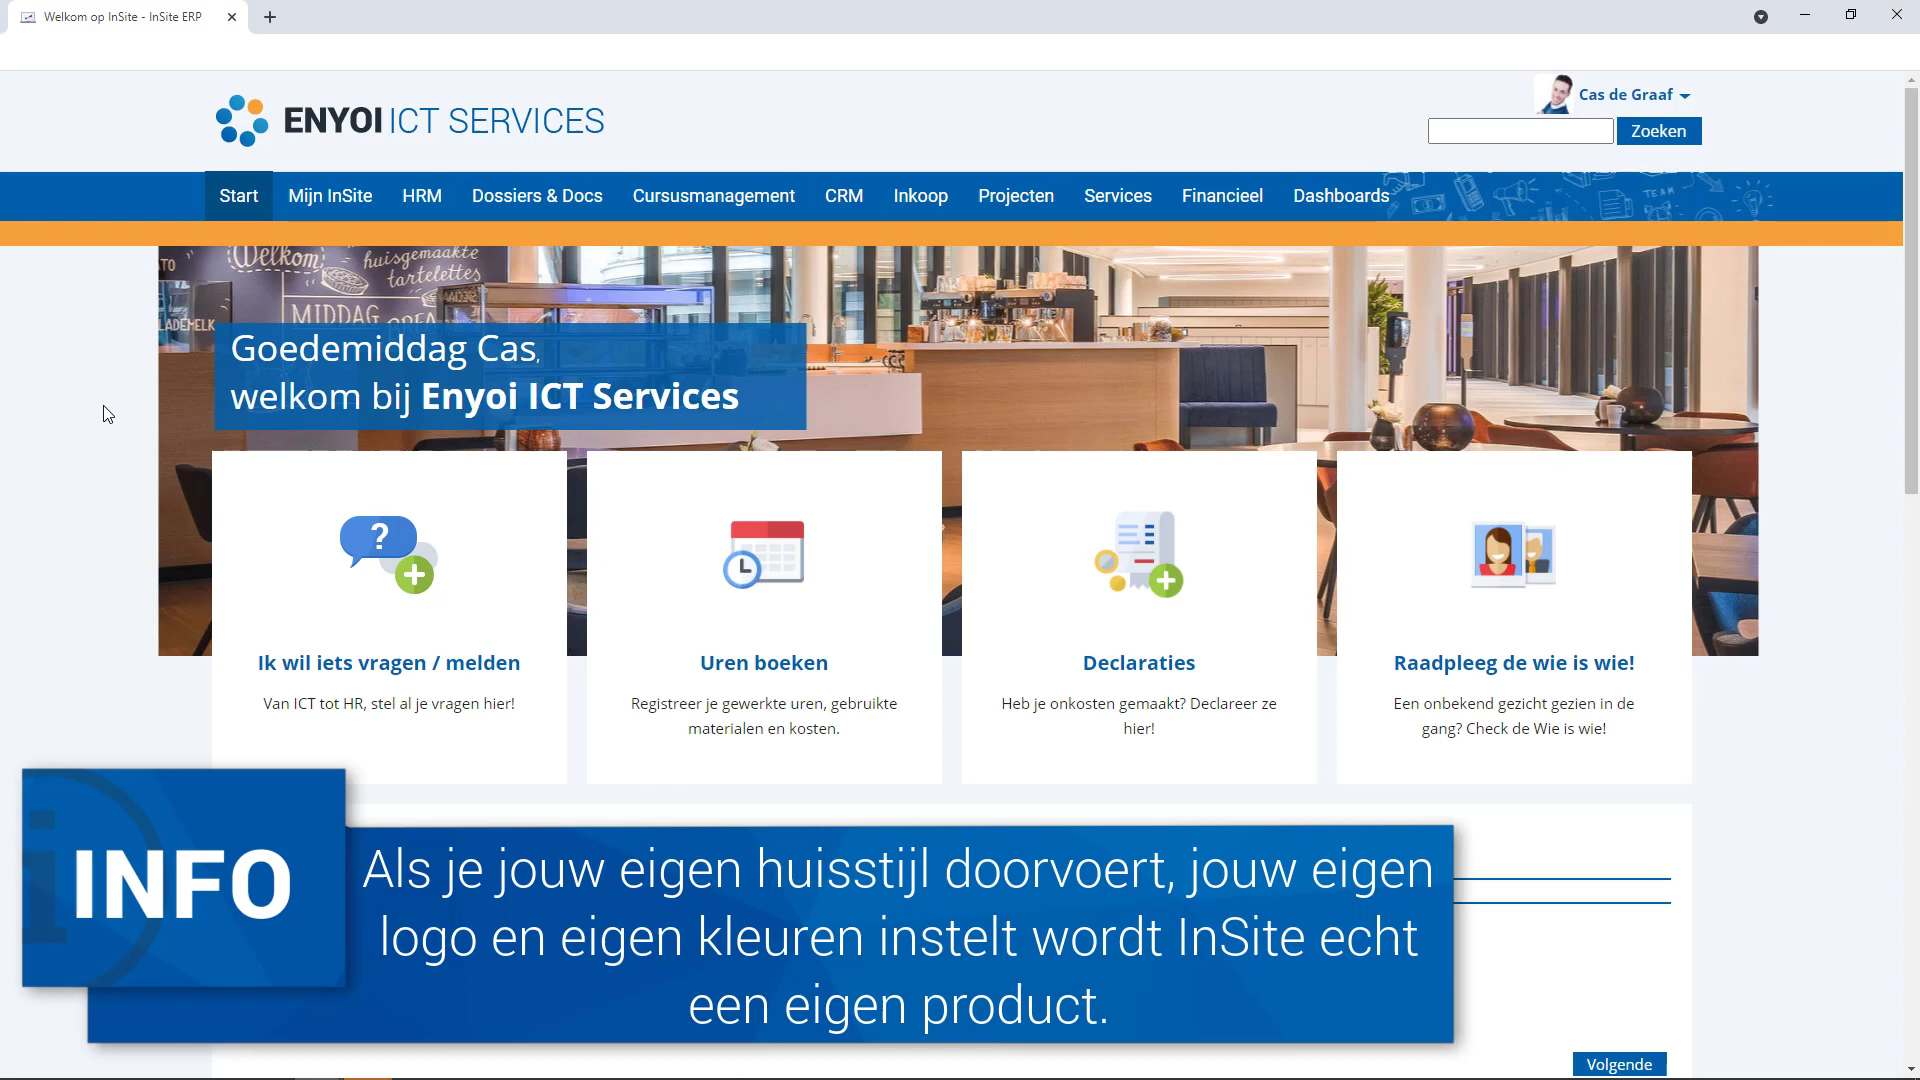 Welkom op InSite - InSite ERP
ENYOI ICT SERVICES
Cas de Graaf
Zoeken
Start
Mijn InSite
HRM
Dossiers & Docs
Cursusmanagement
CRM
Inkoop
Projecten
Services
Financieel
Dashboards
TEAM
Welkom
huisgemaakte
tartelettes
MIDDAG
Goedemiddag Cas,
welkom bij Enyoi ICT Services
?
Ik wil iets vragen / melden
Van ICT tot HR, stel al je vragen hier!
Uren boeken
Registreer je gewerkte uren, gebruikte
materialen en kosten.
Declaraties
Heb je onkosten gemaakt? Declareer ze
hier!
Raadpleeg de wie is wie!
Een onbekend gezicht gezien in de
gang? Check de Wie is wie!
INFO
Als je jouw eigen huisstijl doorvoert, jouw eigen
logo en eigen kleuren instelt wordt InSite echt
een eigen product.
Volgende